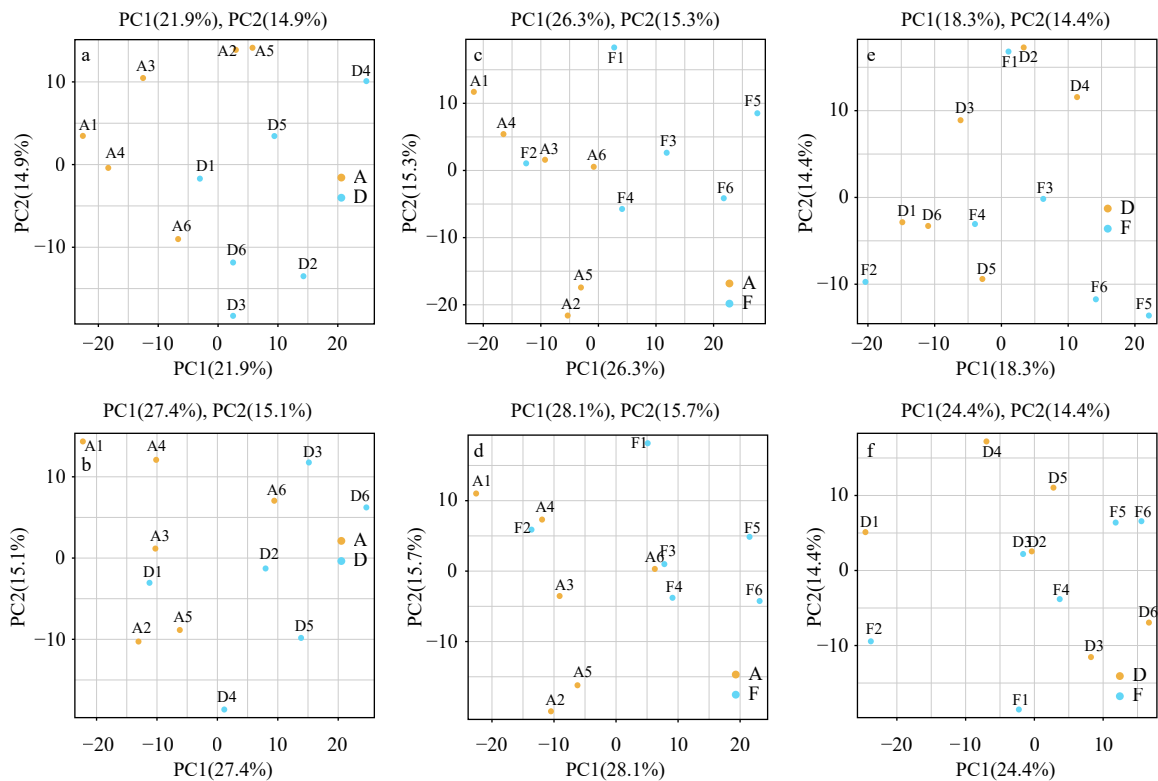 PC1(21.9%), PC2(14.9%)
a
A3
A2
A5
D4
A1
A4
D5
D1
A6
D6
D2
D3
A
D
10
0
−10
PC2(14.9%)
−20
−10
0
10
20
PC1(21.9%)
PC1(26.3%), PC2(15.3%)
c
F1
A1
A4
F2
A3
A6
F3
F5
F4
F6
A5
A2
A
F
10
0
−10
−20
PC2(15.3%)
−20
−10
0
10
20
PC1(26.3%)
PC1(18.3%), PC2(14.4%)
e
F1
D2
D4
D3
F3
D1
D6
F4
D5
F2
F6
F5
D
F
10
0
−10
PC2(14.4%)
−20
−10
0
10
20
PC1(18.3%)
PC1(27.4%), PC2(15.1%)
A1
b
A4
D3
A6
D6
A3
D1
D2
A2
A5
D5
D4
A
D
10
0
−10
PC2(15.1%)
−20
−10
0
10
20
PC1(27.4%)
PC1(28.1%), PC2(15.7%)
d
F1
A1
A4
F2
F3
A6
F5
A3
F4
F6
A5
A2
A
F
10
0
−10
PC2(15.7%)
−20
−10
0
10
20
PC1(28.1%)
PC1(24.4%), PC2(14.4%)
f
D4
D5
D1
D3
D2
F5
F6
F4
F2
D6
D3
F1
D
F
10
0
−10
PC2(14.4%)
−20
−10
0
10
PC1(24.4%)